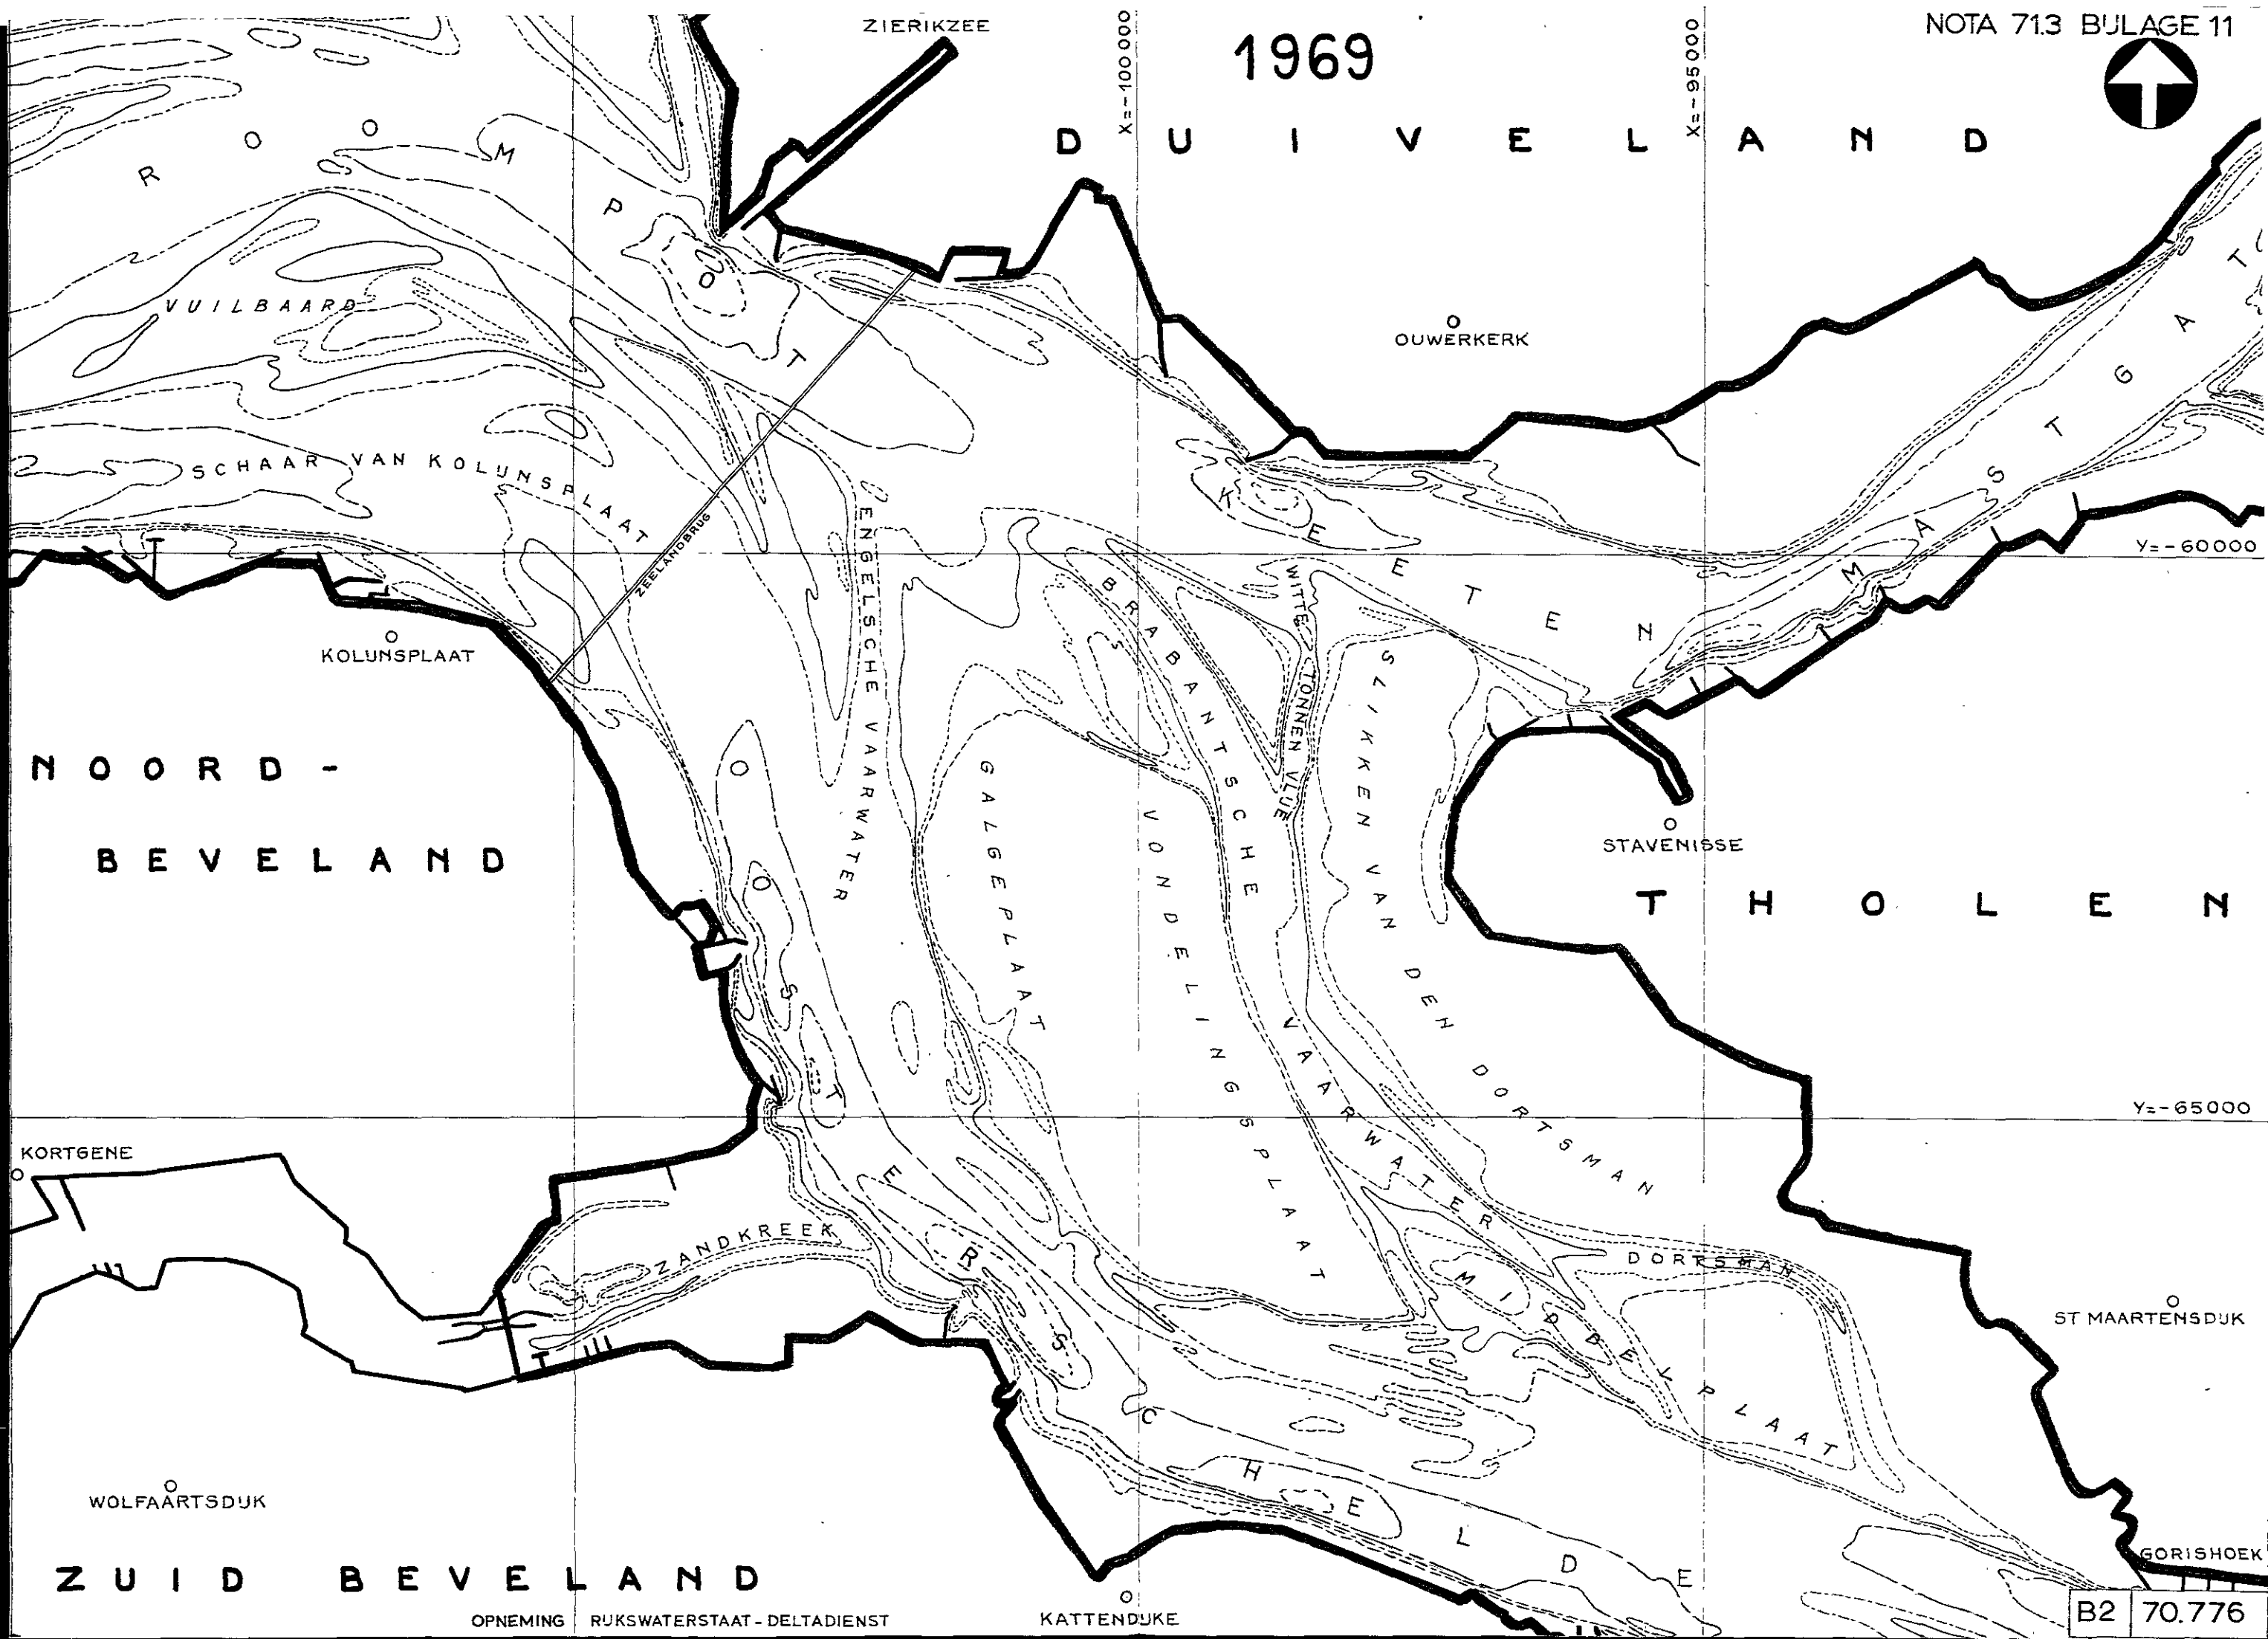 NOTA 71.3 BIJLAGE 11
1969
ZIERIKZEE
X=-100000
X=-95000
DUIVELAND
ROOMPOT
VUILBAARD
OUWERKERK
SCHAAR VAN KOLIJNSPLAAT
ZEELANDBRUG
ENGELSCHE VAARWATER
KEETEN
MASTGAT
Y=-60000
KOLIJNSPLAAT
BRABANTSCHE VAARWATER
WITTE TONNEN VLIJE
SLIKKEN VAN DEN DORTSMAN
NOORD-
BEVELAND
GALGEPLAAT
VONDELINGSPLAAT
STAVENISSE
THOLEN
OOSTERSCHELDE
Y=-65000
KORTGENE
ZANDKREEK
DORTSMAN
MIDDELPLAAT
ST MAARTENSDIJK
WOLFAARTSDIJK
GORISHOEK
ZUID BEVELAND
OPNEMING RIJKSWATERSTAAT-DELTADIENST
KATTENDIJKE
B2 70.776